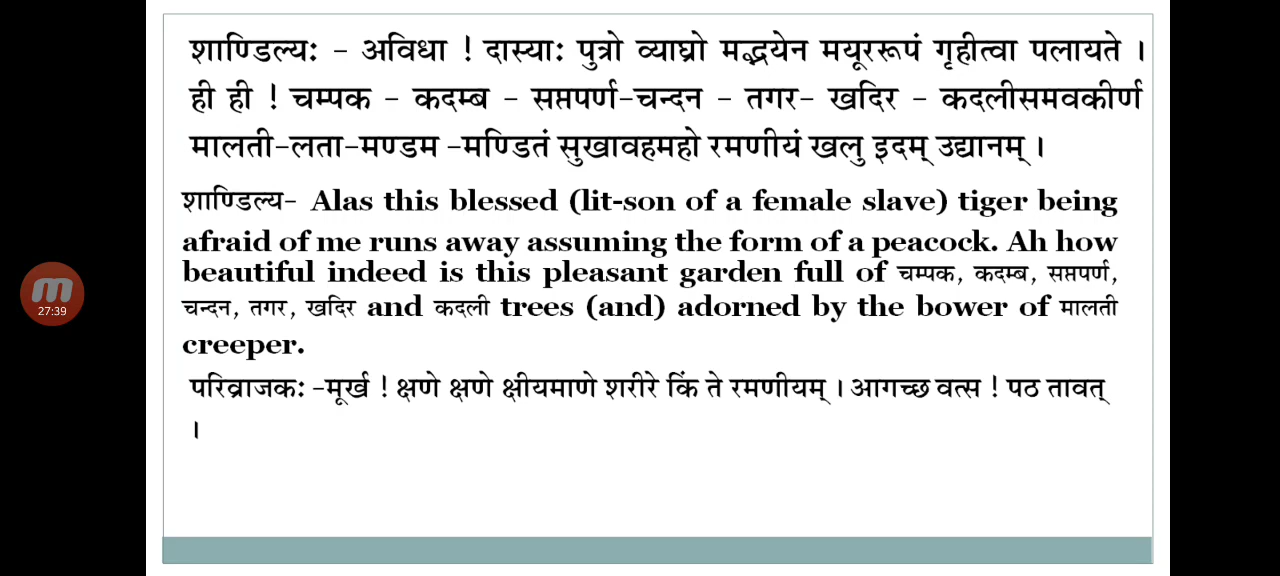 शाण्डिल्यः - अविधा ! दास्याः पुत्रो व्याघ्रो मद्भयेन मयूररूपं गृहीत्वा पलायते ।
ही ही ! चम्पक - कदम्ब - सप्तपर्ण-चन्दन - तगर- खदिर - कदलीसमवकीर्ण
मालती-लता-मण्डम -मण्डितं सुखावहमहो रमणीयं खलु इदम् उद्यानम् ।
शाण्डिल्य- Alas this blessed (lit-son of a female slave) tiger being
afraid of me runs away assuming the form of a peacock. Ah how
beautiful indeed is this pleasant garden full of चम्पक, कदम्ब, सप्तपर्ण,
चन्दन, तगर, खदिर and कदली trees (and) adorned by the bower of मालती
creeper.
27:39
परिव्राजकः -मूर्ख ! क्षणे क्षणे क्षीयमाणे शरीरे किं ते रमणीयम् । आगच्छ वत्स ! पठ तावत्
।